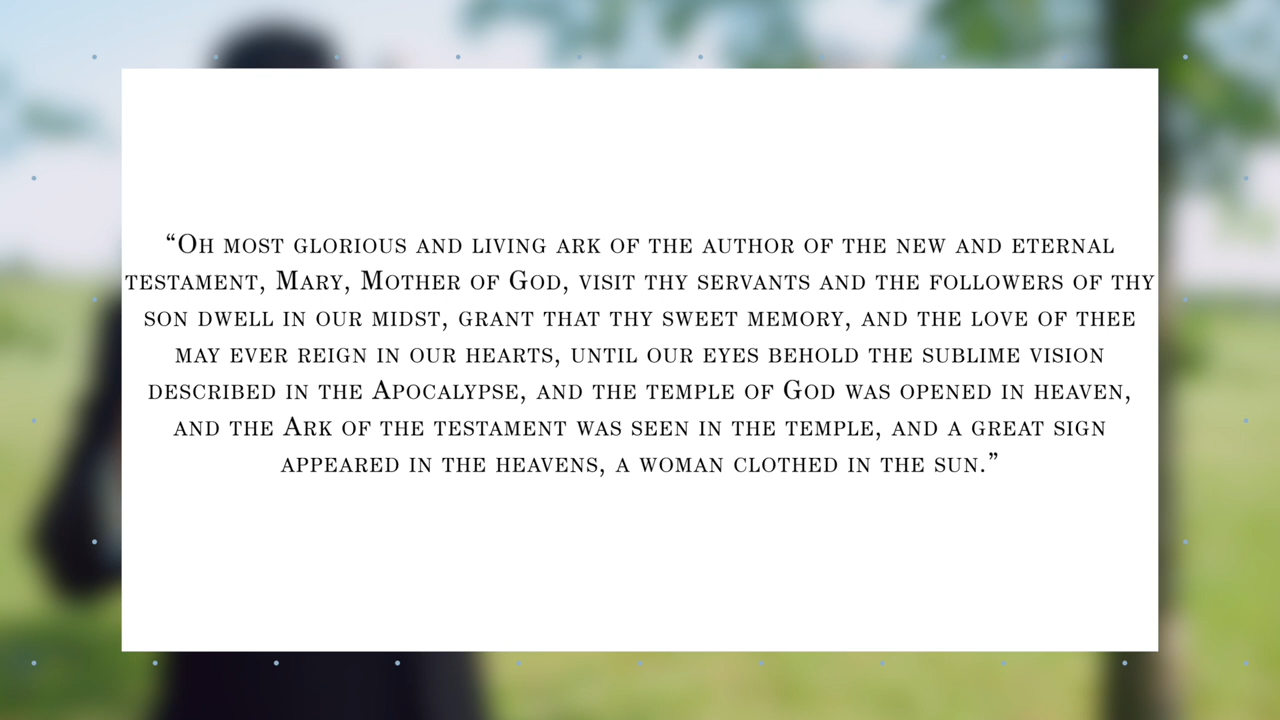 “Oh most glorious and living ark of the author of the new and eternal
testament, Mary, Mother of God, visit thy servants and the followers of thy
son dwell in our midst, grant that thy sweet memory, and the love of thee
may ever reign in our hearts, until our eyes behold the sublime vision
described in the Apocalypse, and the temple of God was opened in heaven,
and the Ark of the testament was seen in the temple, and a great sign
appeared in the heavens, a woman clothed in the sun.”